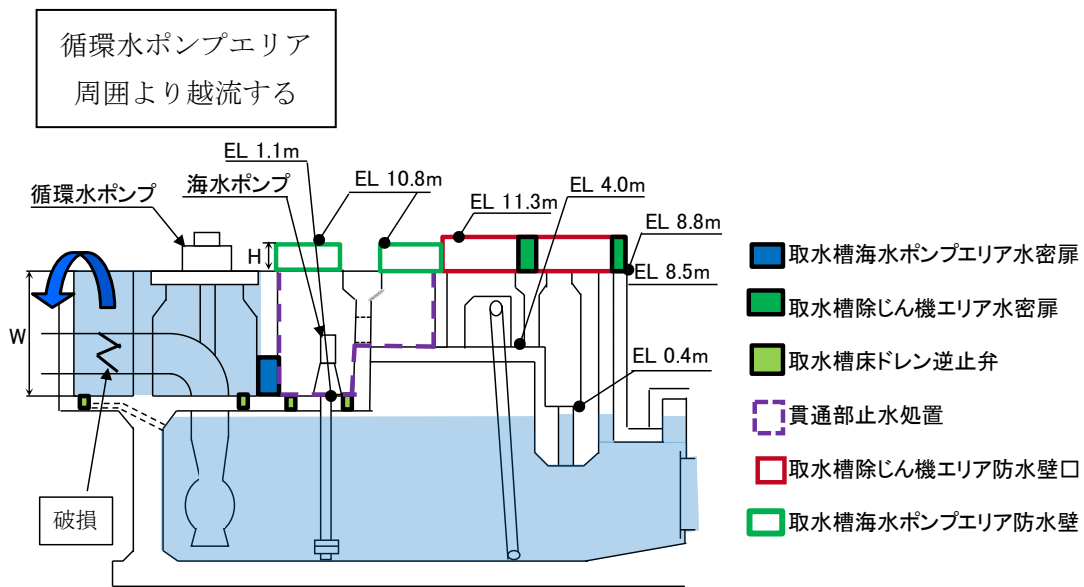 循環水ポンプエリア
周囲より越流する
EL 1.1m
海水ポンプ
EL 10.8m
EL 4.0m
循環水ポンプ
EL 11.3m
EL 8.8m
H
EL 8.5m
W
EL 0.4m
破損
取水槽海水ポンプエリア水密扉
取水槽除じん機エリア水密扉
取水槽床ドレン逆止弁
貫通部止水処置
取水槽除じん機エリア防水壁口
取水槽海水ポンプエリア防水壁